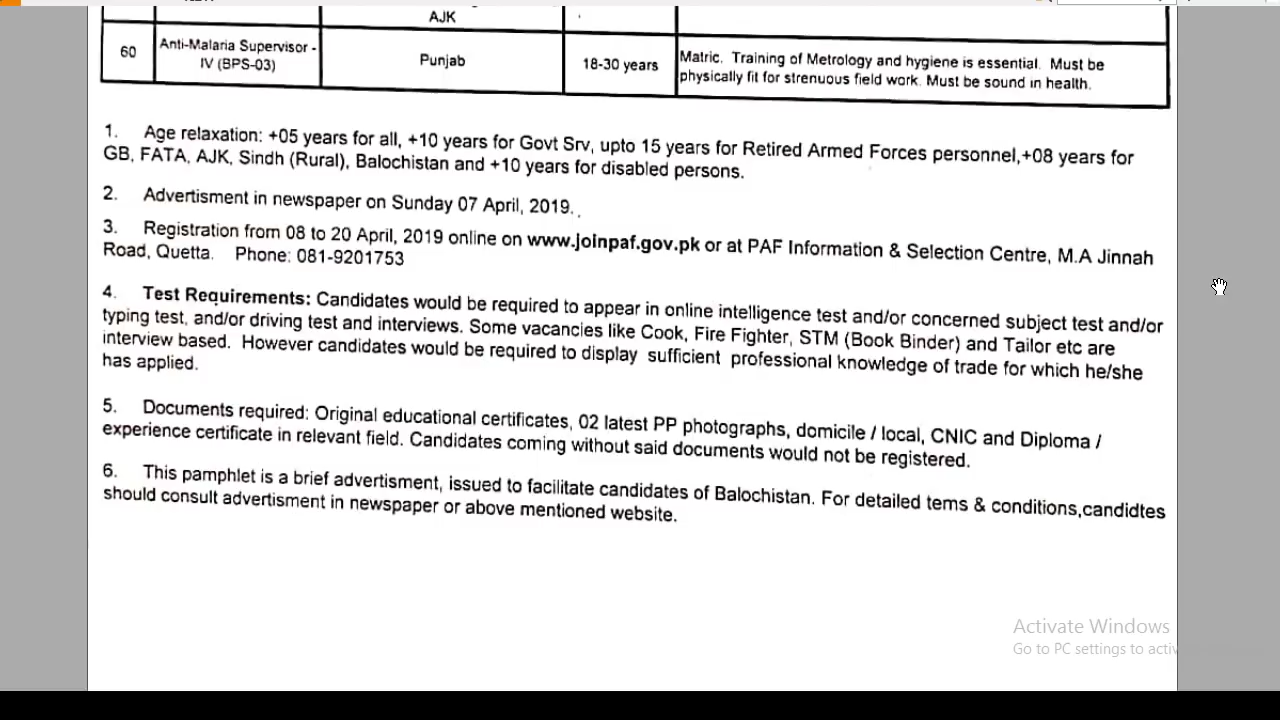 AJK
60 Anti-Malaria Supervisor - Punjab 18-30 years Matric. Training of Metrology and hygiene is essential. Must be
IV (BPS-03) physically fit for strenuous field work. Must be sound in health.
1. Age relaxation: +05 years for all, +10 years for Govt Srv, upto 15 years for Retired Armed Forces personnel,+08 years for
GB, FATA, AJK, Sindh (Rural), Balochistan and +10 years for disabled persons.
2. Advertisment in newspaper on Sunday 07 April, 2019.
3. Registration from 08 to 20 April, 2019 online on www.joinpaf.gov.pk or at PAF Information & Selection Centre, M.A Jinnah
Road, Quetta. Phone: 081-9201753
4. Test Requirements: Candidates would be required to appear in online intelligence test and/or concerned subject test and/or
typing test, and/or driving test and interviews. Some vacancies like Cook, Fire Fighter, STM (Book Binder) and Tailor etc are
interview based. However candidates would be required to display sufficient professional knowledge of trade for which he/she
has applied.
5. Documents required: Original educational certificates, 02 latest PP photographs, domicile / local, CNIC and Diploma /
experience certificate in relevant field. Candidates coming without said documents would not be registered.
6. This pamphlet is a brief advertisment, issued to facilitate candidates of Balochistan. For detailed tems & conditions,candidtes
should consult advertisment in newspaper or above mentioned website.
Activate Windows
Go to PC settings to activ